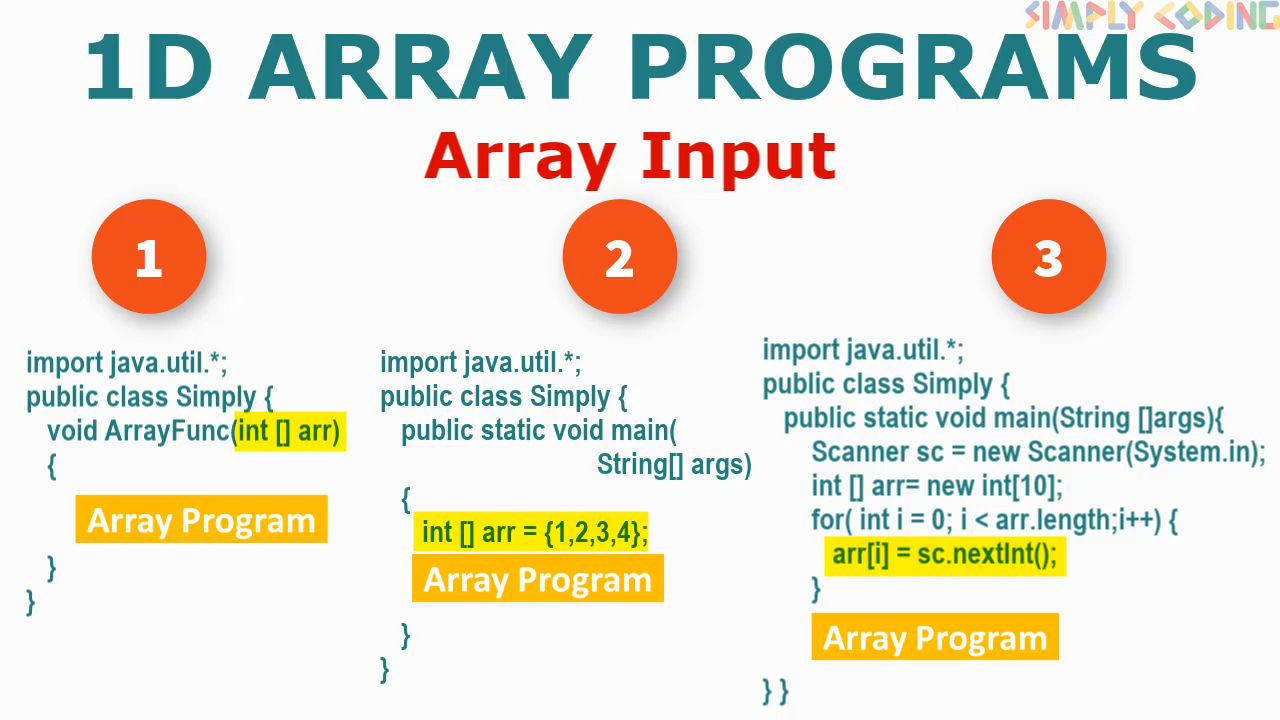 SIMPLY CODING
1D ARRAY PROGRAMS
Array Input
1
import java.util.*;
public class Simply {
void ArrayFunc(int [] arr)
{
Array Program
}
}
2
import java.util.*;
public class Simply {
public static void main(
String[] args)
{
int [] arr = {1,2,3,4};
Array Program
}
}
3
import java.util.*;
public class Simply {
public static void main(String []args){
Scanner sc = new Scanner(System.in);
int [] arr= new int[10];
for( int i = 0; i < arr.length;i++) {
arr[i] = sc.nextInt();
}
Array Program
} }